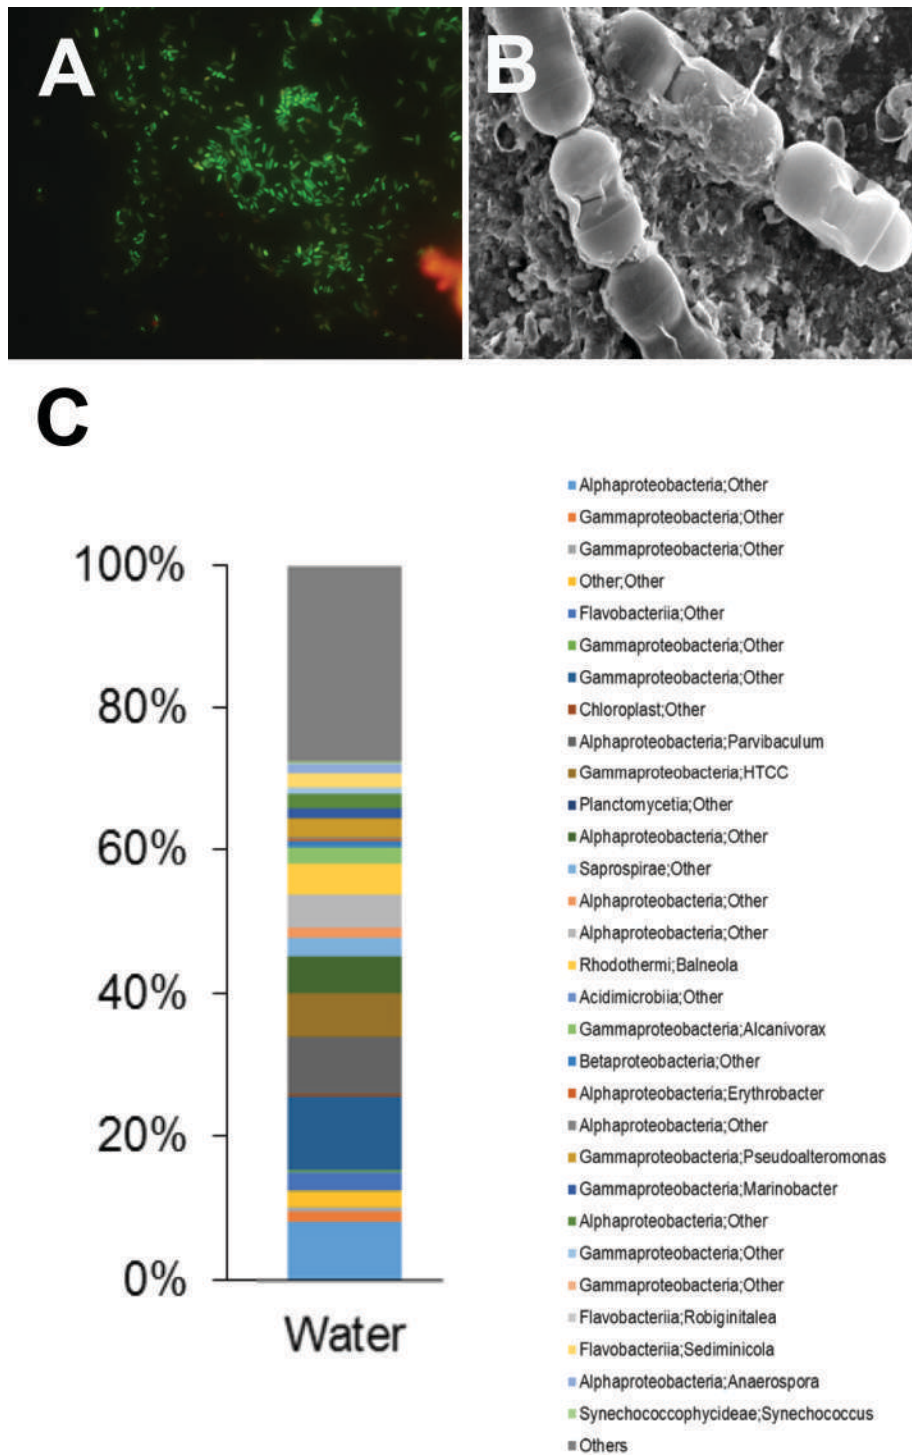 A
B
C
100%
80%
60%
40%
20%
0%
Water
Alphaproteobacteria;Other
Gammaproteobacteria;Other
Gammaproteobacteria;Other
Other;Other
Flavobacteriia;Other
Gammaproteobacteria;Other
Gammaproteobacteria;Other
Chloroplast;Other
Alphaproteobacteria;Parvibaculum
Gammaproteobacteria;HTCC
Planctomycetia;Other
Alphaproteobacteria;Other
Saprospirae;Other
Alphaproteobacteria;Other
Alphaproteobacteria;Other
Rhodothermi;Balneola
Acidimicrobiia;Other
Gammaproteobacteria;Alcanivorax
Betaproteobacteria;Other
Alphaproteobacteria;Erythrobacter
Alphaproteobacteria;Other
Gammaproteobacteria;Pseudoalteromonas
Gammaproteobacteria;Marinobacter
Alphaproteobacteria;Other
Gammaproteobacteria;Other
Gammaproteobacteria;Other
Flavobacteriia;Robiginitalea
Flavobacteriia;Sediminicola
Alphaproteobacteria;Anaerospora
Synechococcophycideae;Synechococcus
Others